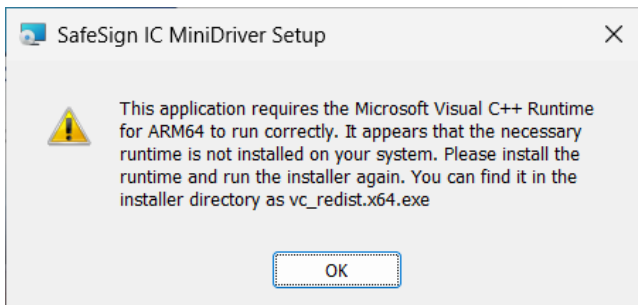 SafeSign IC MiniDriver Setup
This application requires the Microsoft Visual C++ Runtime
for ARM64 to run correctly. It appears that the necessary
runtime is not installed on your system. Please install the
runtime and run the installer again. You can find it in the
installer directory as vc_redist.x64.exe
OK